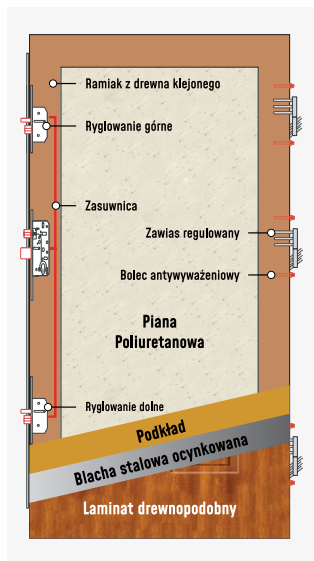 Ramiak z drewna klejonego
Ryglowanie górne
Zasuwnica
Zawias regulowany
Bolec antywyważeniowy
Piana
Poliuretanowa
Ryglowanie dolne
Podkład
Blacha stalowa ocynkowana
Laminat drewnopodobny